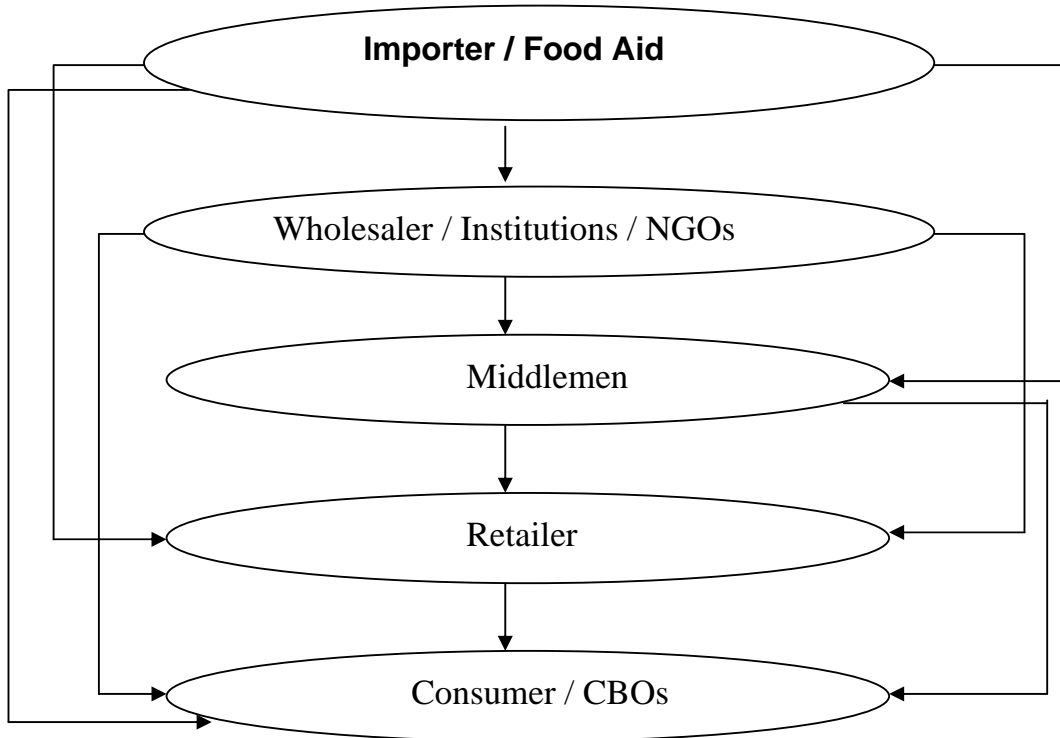 Importer / Food Aid
Wholesaler / Institutions / NGOs
Middlemen
Retailer
Consumer / CBOs